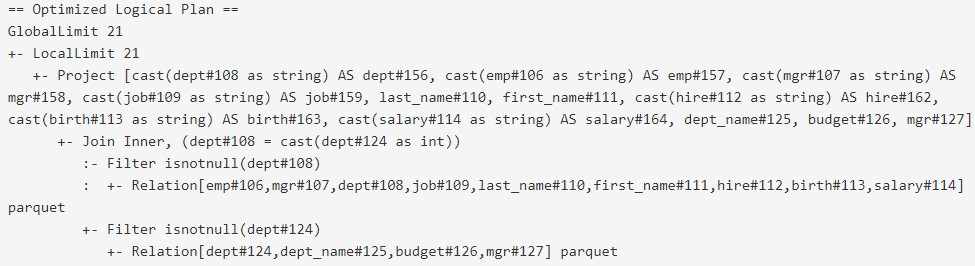 == Optimized Logical Plan ==
GlobalLimit 21
+- LocalLimit 21
   +- Project [cast(dept#108 as string) AS dept#156, cast(emp#106 as string) AS emp#157, cast(mgr#107 as string) AS
mgr#158, cast(job#109 as string) AS job#159, last_name#110, first_name#111, cast(hire#112 as string) AS hire#162,
cast(birth#113 as string) AS birth#163, cast(salary#114 as string) AS salary#164, dept_name#125, budget#126, mgr#127]
      +- Join Inner, (dept#108 = cast(dept#124 as int))
         :- Filter isnotnull(dept#108)
         :  +- Relation[emp#106,mgr#107,dept#108,job#109,last_name#110,first_name#111,hire#112,birth#113,salary#114]
parquet
         +- Filter isnotnull(dept#124)
            +- Relation[dept#124,dept_name#125,budget#126,mgr#127] parquet